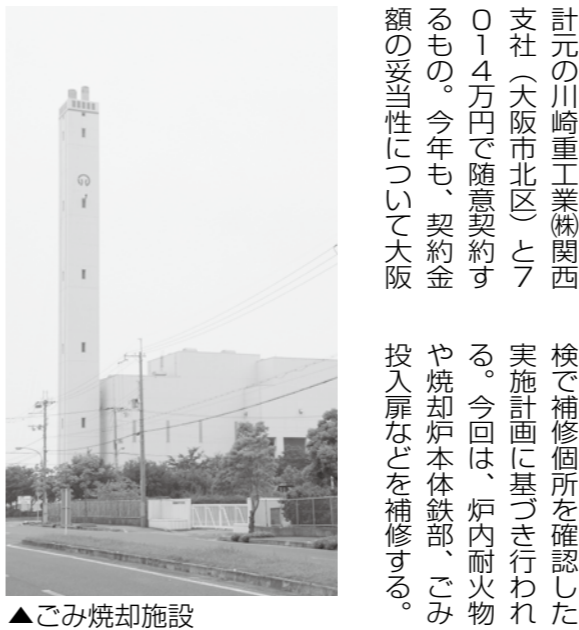 計元の川崎重工業㈱関西
支社（大阪市北区）と７
０１４万円で随意契約す
るもの。今年も、契約金
額の妥当性について大阪
検で補修個所を確認した
実施計画に基づき行われ
る。今回は、炉内耐火物
や焼却炉本体鉄部、ごみ
投入扉などを補修する。
▲ごみ焼却施設